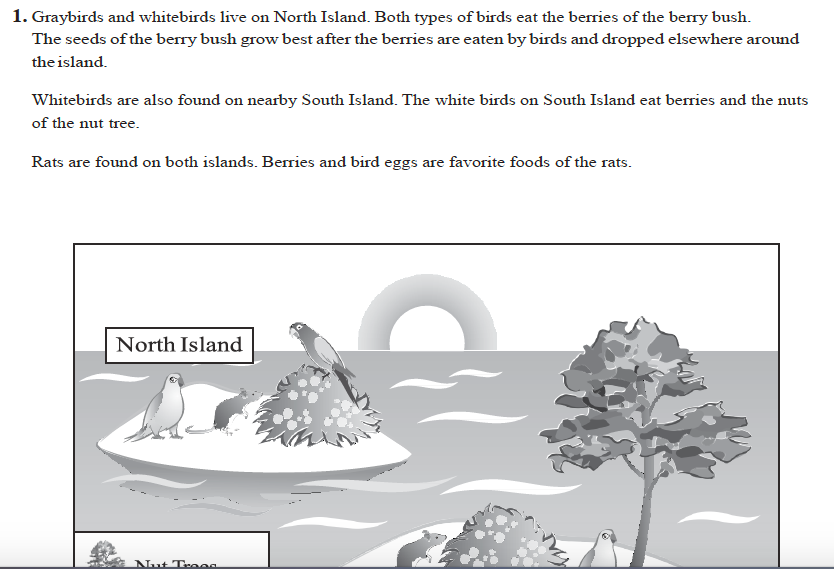 1. Graybirds and whitebirds live on North Island. Both types of birds eat the berries of the berry bush.
The seeds of the berry bush grow best after the berries are eaten by birds and dropped elsewhere around
the island.
Whitebirds are also found on nearby South Island. The white birds on South Island eat berries and the nuts
of the nut tree.
Rats are found on both islands. Berries and bird eggs are favorite foods of the rats.
North Island
Nut Trees